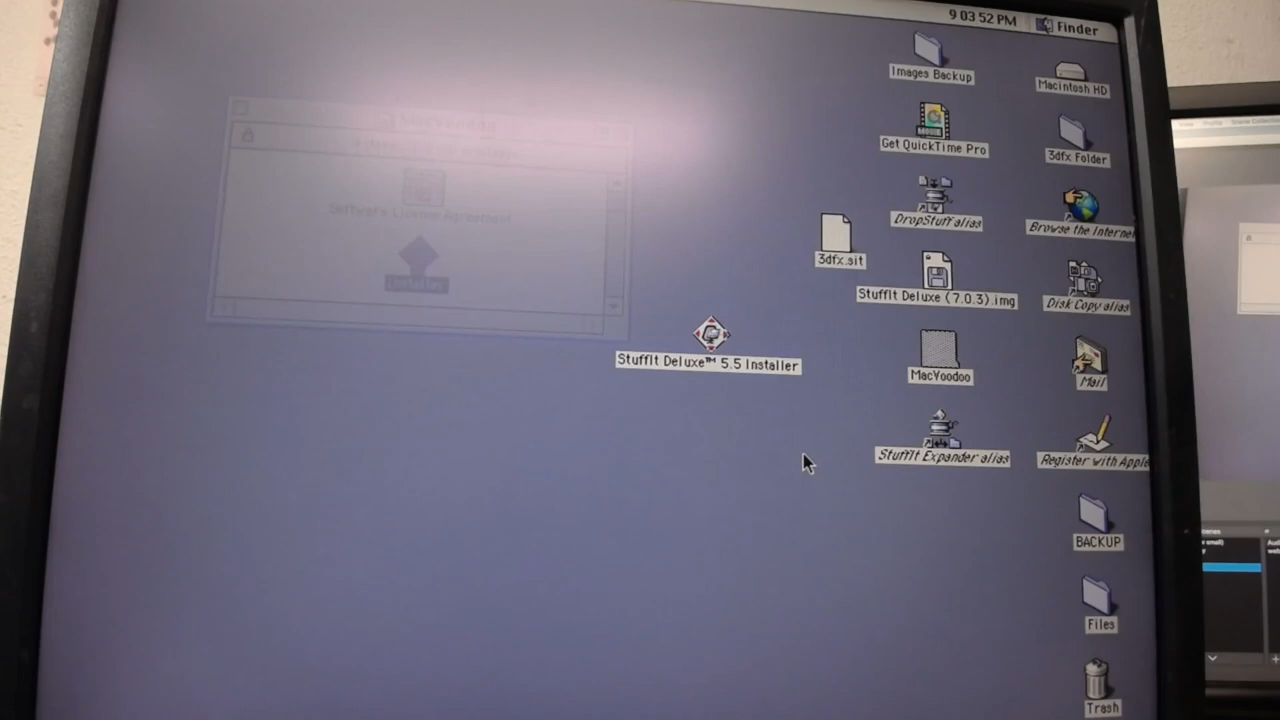 9 03 52 PM
Finder
Images Backup
Macintosh HD
Get QuickTime Pro
3dfx Folder
DropStuff alias
Browse the Internet
3dfx.sit
StuffIt Deluxe (7.0.3).img
Disk Copy alias
Software License Agreement
Installer
StuffIt Deluxe™ 5.5 Installer
MacVoodoo
Mail
StuffIt Expander alias
Register with Apple
BACKUP
Files
Trash